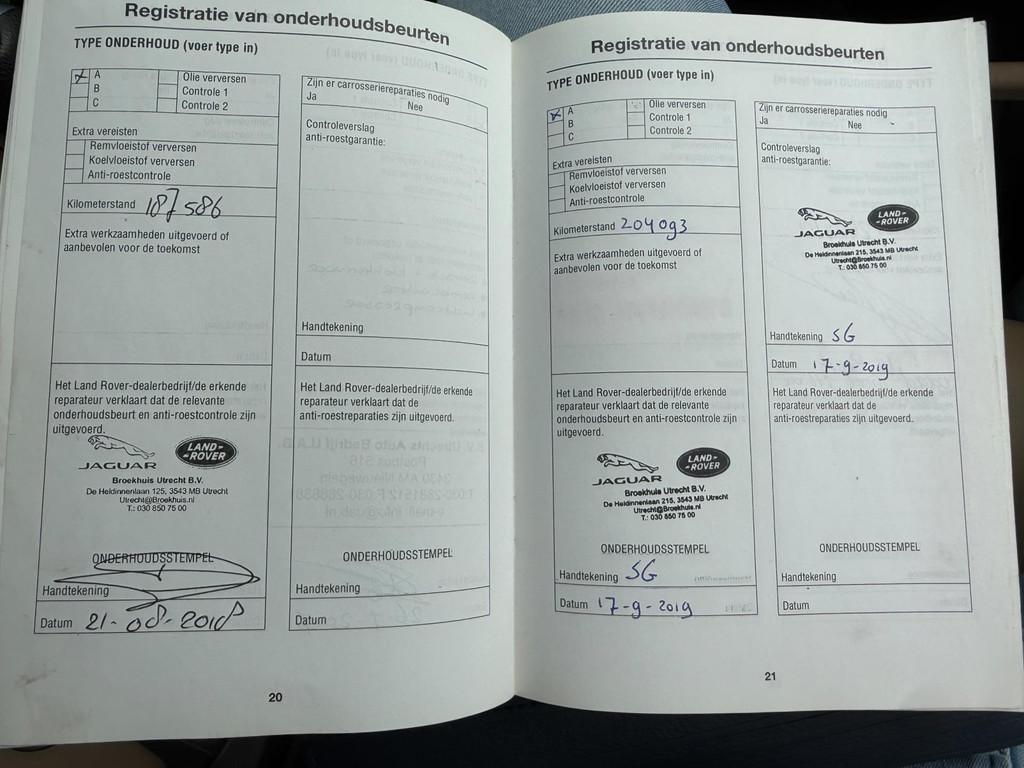 Registratie van onderhoudsbeurten
TYPE ONDERHOUD (voer type in)
A
B
C
Olie verversen
Controle 1
Controle 2
Extra vereisten
Remvloeistof verversen
Koelvloeistof verversen
Anti-roestcontrole
Kilometerstand 187586
Extra werkzaamheden uitgevoerd of
aanbevolen voor de toekomst
Het Land Rover-dealerbedrijf/de erkende
reparateur verklaart dat de relevante
onderhoudsbeurt en anti-roestcontrole zijn
uitgevoerd.
JAGUAR
LAND-
-ROVER
Broekhuis Utrecht B.V.
De Heldinnenlaan 125, 3543 MB Utrecht
Utrecht@Broekhuis.nl
T.: 030 850 75 00
ONDERHOUDSSTEMPEL
Handtekening
Datum 21-08-2018
Zijn er carrosseriereparaties nodig
Ja Nee
Controleverslag
anti-roestgarantie:
Handtekening
Datum
Het Land Rover-dealerbedrijf/de erkende
reparateur verklaart dat de
anti-roestreparaties zijn uitgevoerd.
ONDERHOUDSSTEMPEL
Handtekening
Datum
20
Registratie van onderhoudsbeurten
TYPE ONDERHOUD (voer type in)
A
B
C
Olie verversen
Controle 1
Controle 2
Extra vereisten
Remvloeistof verversen
Koelvloeistof verversen
Anti-roestcontrole
Kilometerstand 204093
Extra werkzaamheden uitgevoerd of
aanbevolen voor de toekomst
Het Land Rover-dealerbedrijf/de erkende
reparateur verklaart dat de relevante
onderhoudsbeurt en anti-roestcontrole zijn
uitgevoerd.
JAGUAR
LAND-
-ROVER
Broekhuis Utrecht B.V.
De Heldinnenlaan 215, 3543 MB Utrecht
Utrecht@Broekhuis.nl
T.: 030 850 75 00
ONDERHOUDSSTEMPEL
Handtekening SG
Datum 17-9-2019
Zijn er carrosseriereparaties nodig
Ja Nee
Controleverslag
anti-roestgarantie:
JAGUAR
LAND-
-ROVER
Broekhuis Utrecht B.V.
De Heldinnenlaan 215, 3543 MB Utrecht
Utrecht@Broekhuis.nl
T.: 030 850 75 00
Handtekening SG
Datum 17-9-2019
Het Land Rover-dealerbedrijf/de erkende
reparateur verklaart dat de
anti-roestreparaties zijn uitgevoerd.
ONDERHOUDSSTEMPEL
Handtekening
Datum
21